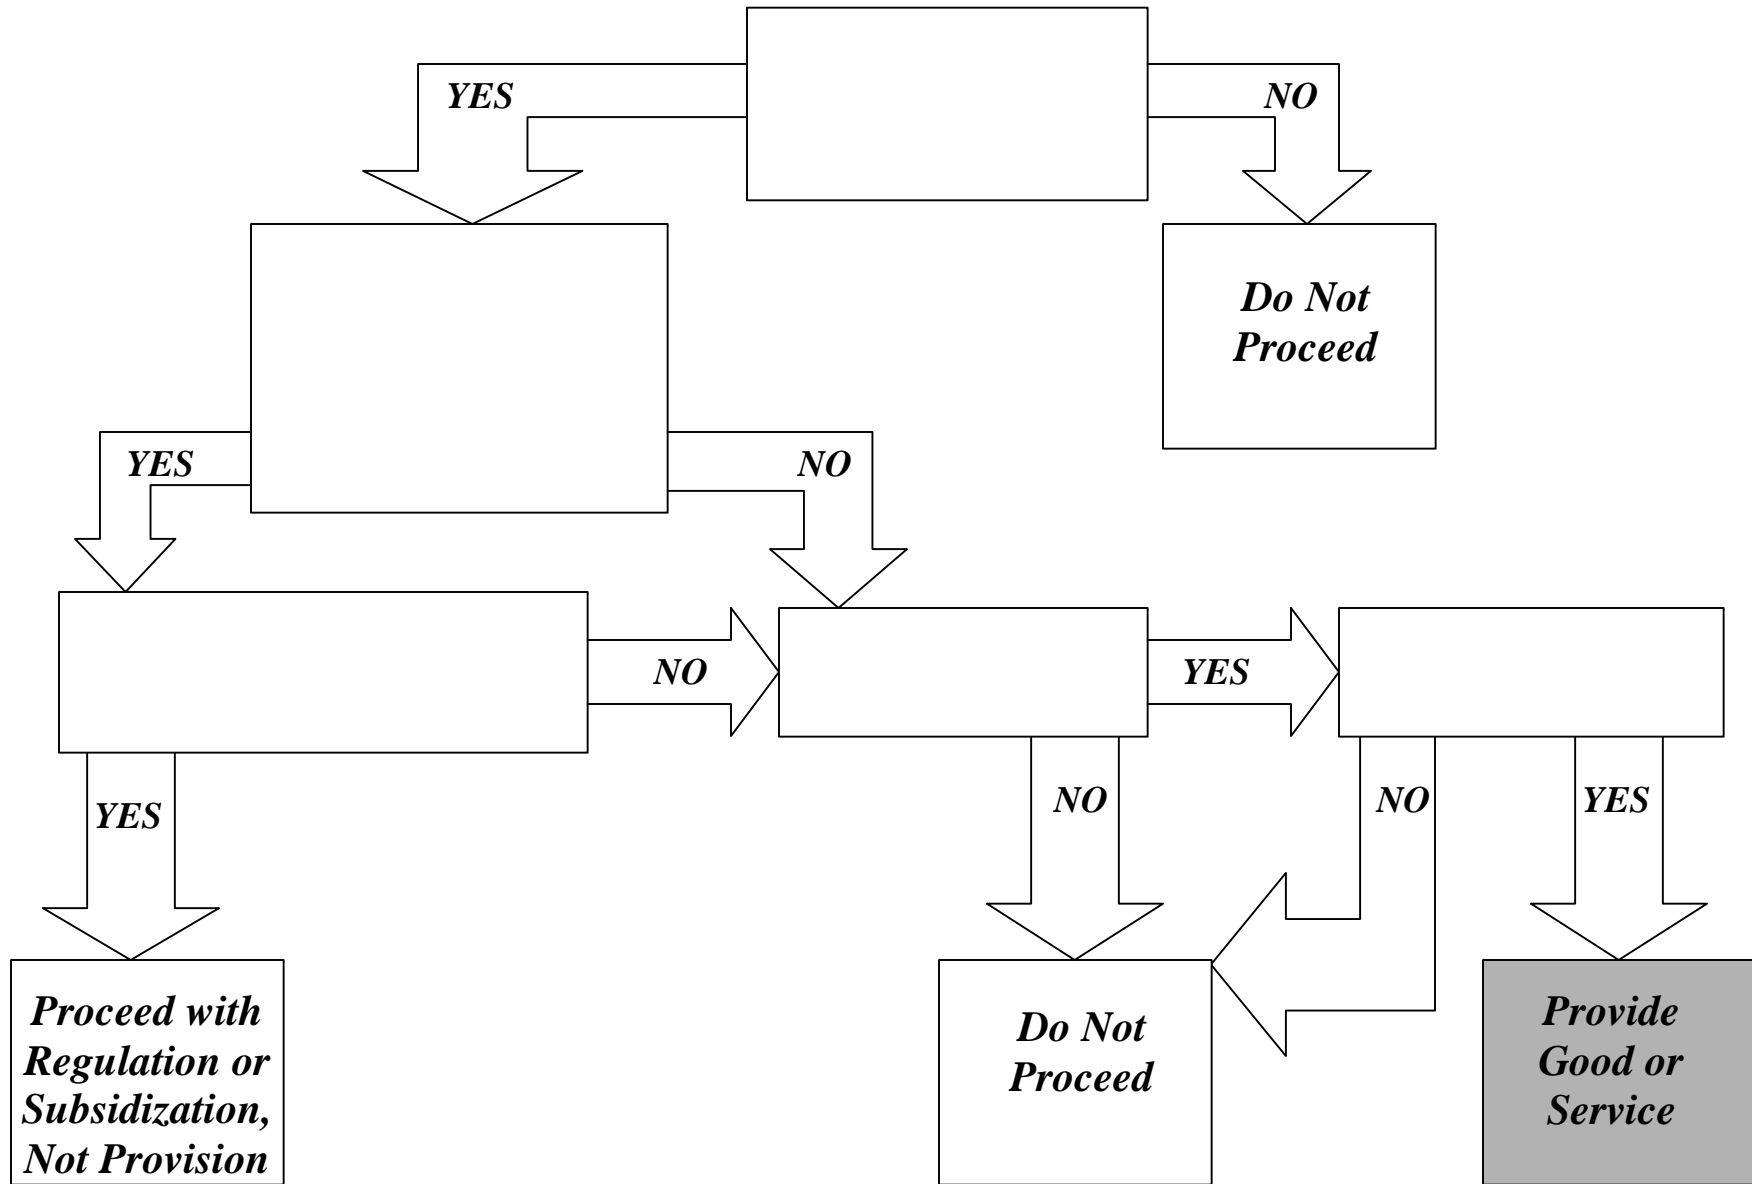 YES
NO
Do Not
Proceed
YES
NO
NO
YES
YES
NO
NO
YES
Proceed with
Regulation or
Subsidization,
Not Provision
Do Not
Proceed
Provide
Good or
Service